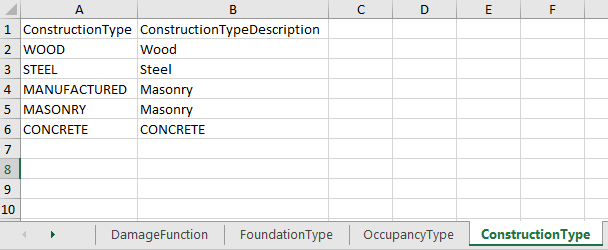 A B C D E F
1 ConstructionType ConstructionTypeDescription
2 WOOD Wood
3 STEEL Steel
4 MANUFACTURED Masonry
5 MASONRY Masonry
6 CONCRETE CONCRETE
7
8
9
10
DamageFunction FoundationType OccupancyType ConstructionType